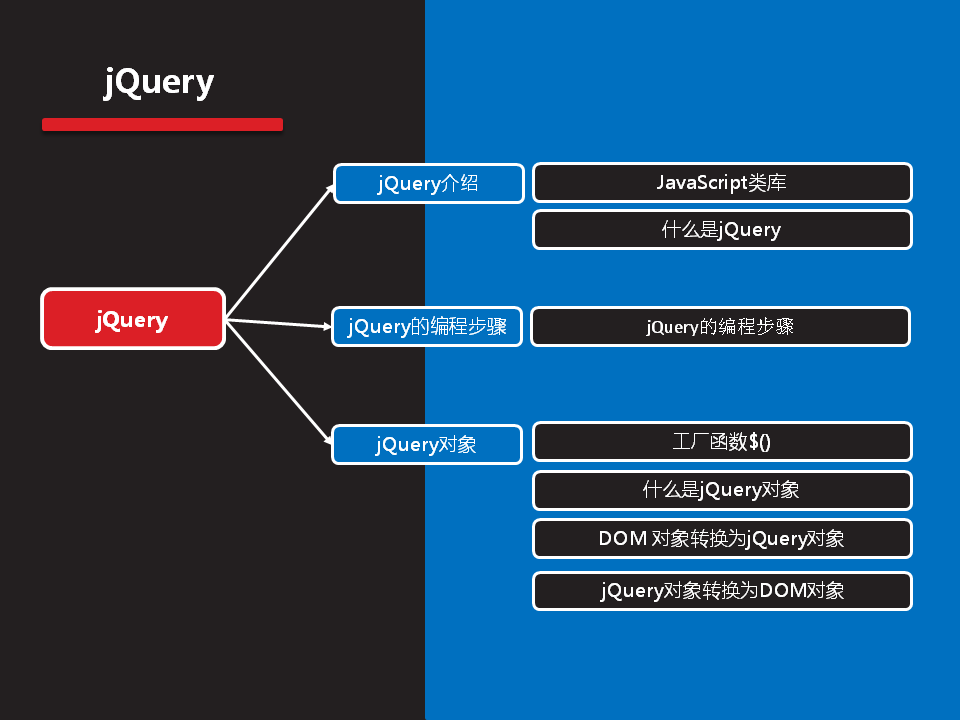 jQuery
jQuery
jQuery介绍
JavaScript类库
什么是jQuery
jQuery的编程步骤
jQuery的编程步骤
jQuery对象
工厂函数$()
什么是jQuery对象
DOM 对象转换为jQuery对象
jQuery对象转换为DOM对象